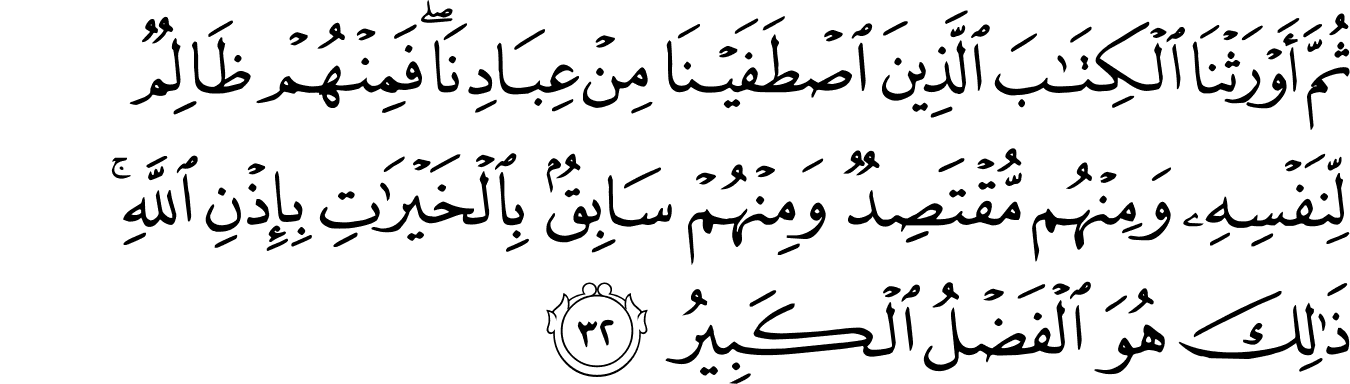 ثُمَّ أَوْرَثْنَا ٱلْكِتَـٰبَ ٱلَّذِينَ ٱصْطَفَيْنَا مِنْ عِبَادِنَا ۖ فَمِنْهُمْ ظَالِمٌ
لِّنَفْسِهِۦ وَمِنْهُم مُّقْتَصِدٌ وَمِنْهُمْ سَابِقٌۢ بِٱلْخَيْرَٰتِ بِإِذْنِ ٱللَّهِ ۚ
ذَٰلِكَ هُوَ ٱلْفَضْلُ ٱلْكَبِيرُ ٣٢